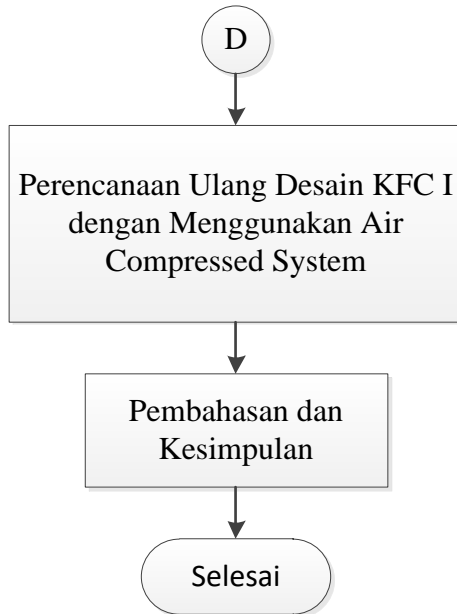 D
Perencanaan Ulang Desain KFC I
dengan Menggunakan Air
Compressed System
Pembahasan dan
Kesimpulan
Selesai